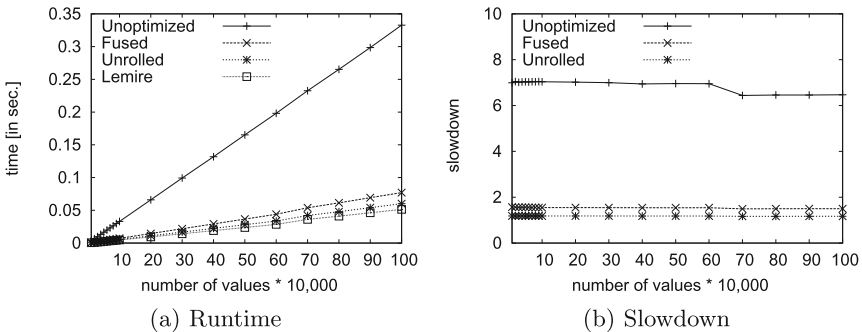 0.35
0.3
0.25
0.2
0.15
0.1
0.05
0
time [in sec.]
Unoptimized
Fused
Unrolled
Lemire
10 20 30 40 50 60 70 80 90 100
number of values * 10,000
(a) Runtime
10
8
6
4
2
0
slowdown
Unoptimized
Fused
Unrolled
10 20 30 40 50 60 70 80 90 100
number of values * 10,000
(b) Slowdown